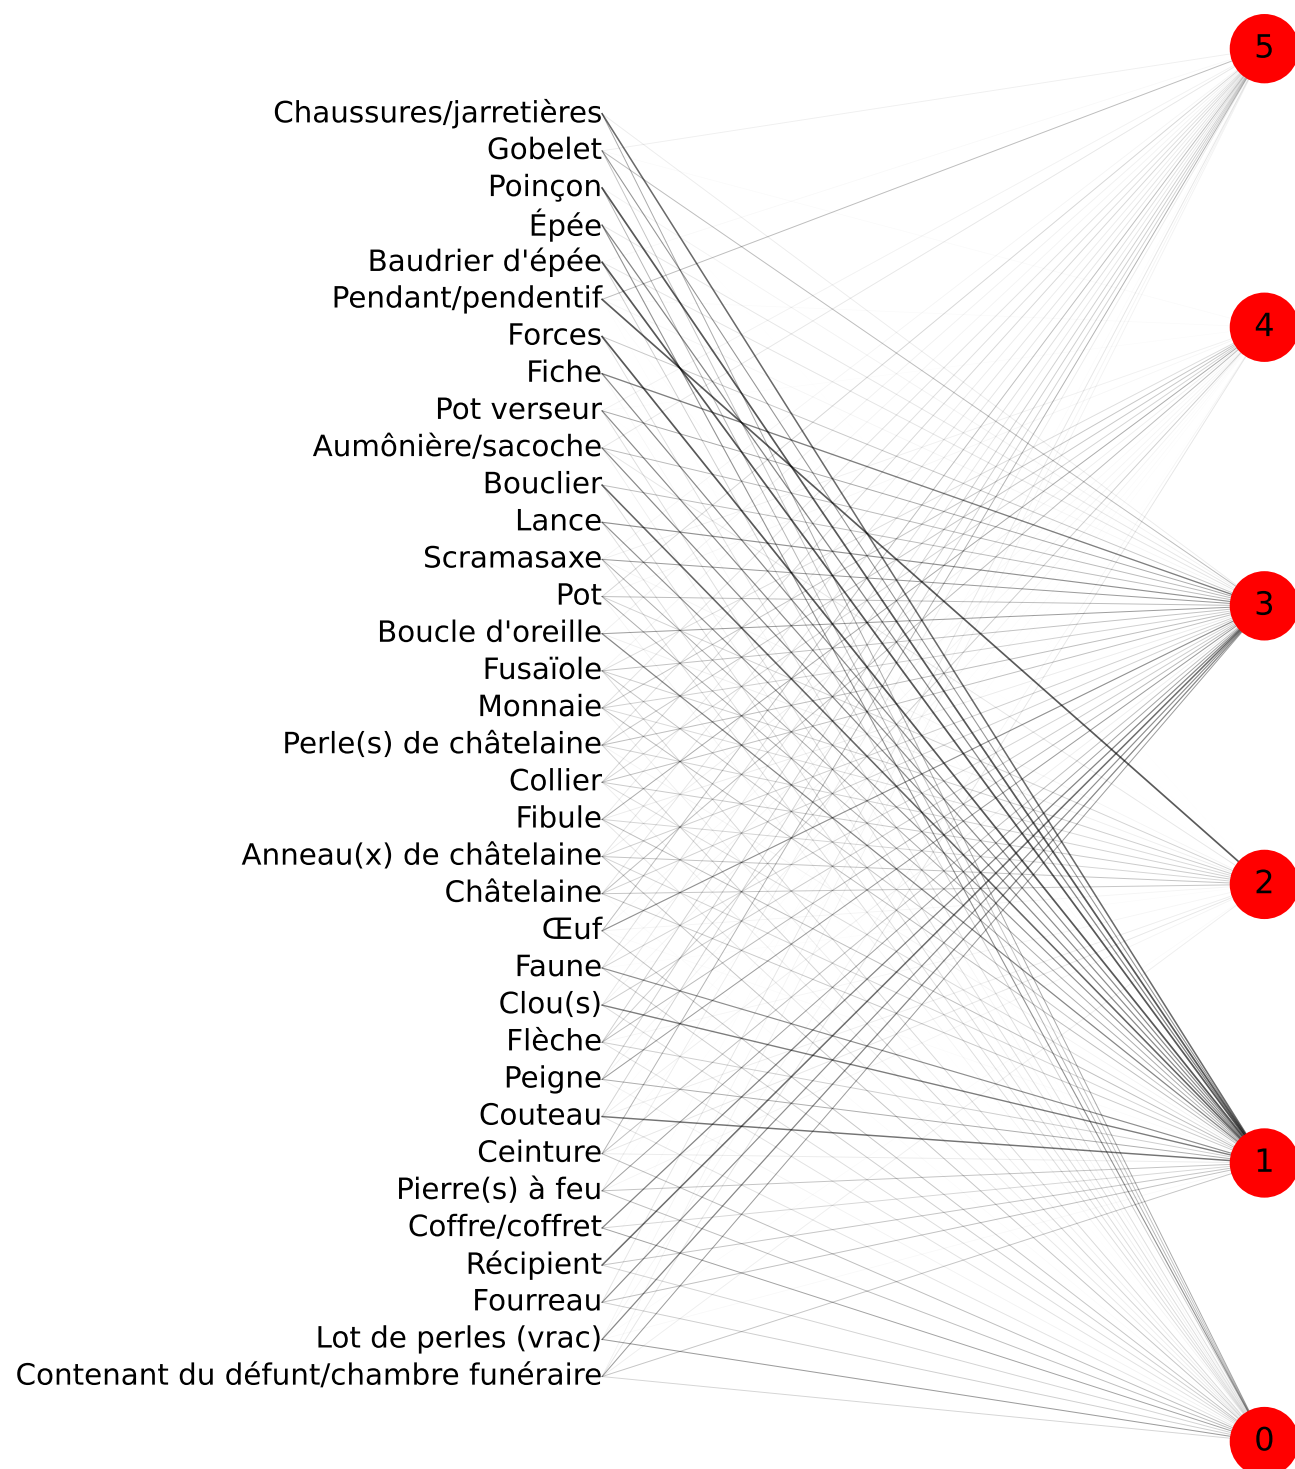 5
Chaussures/jarretières
Gobelet
Poinçon
Épée
Baudrier d'épée
Pendant/pendentif
4
Forces
Fiche
Pot verseur
Aumônière/sacoche
Bouclier
Lance
Scramasaxe
Pot
3
Boucle d'oreille
Fusaïole
Monnaie
Perle(s) de châtelaine
Collier
Fibule
Anneau(x) de châtelaine
2
Châtelaine
Œuf
Faune
Clou(s)
Flèche
Peigne
Couteau
Ceinture
1
Pierre(s) à feu
Coffre/coffret
Récipient
Fourreau
Lot de perles (vrac)
Contenant du défunt/chambre funéraire
0